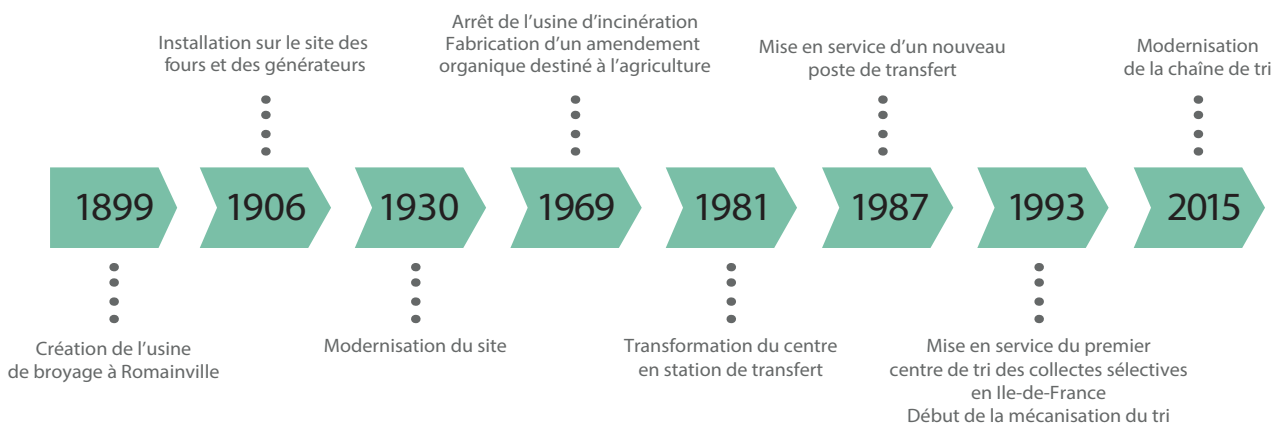 Installation sur le site des
fours et des générateurs
Arrêt de l'usine d'incinération
Fabrication d'un amendement
organique destiné à l'agriculture
Mise en service d'un nouveau
poste de transfert
Modernisation
de la chaîne de tri
1899
1906
1930
1969
1981
1987
1993
2015
Création de l'usine
de broyage à Romainville
Modernisation du site
Transformation du centre
en station de transfert
Mise en service du premier
centre de tri des collectes sélectives
en Ile-de-France
Début de la mécanisation du tri